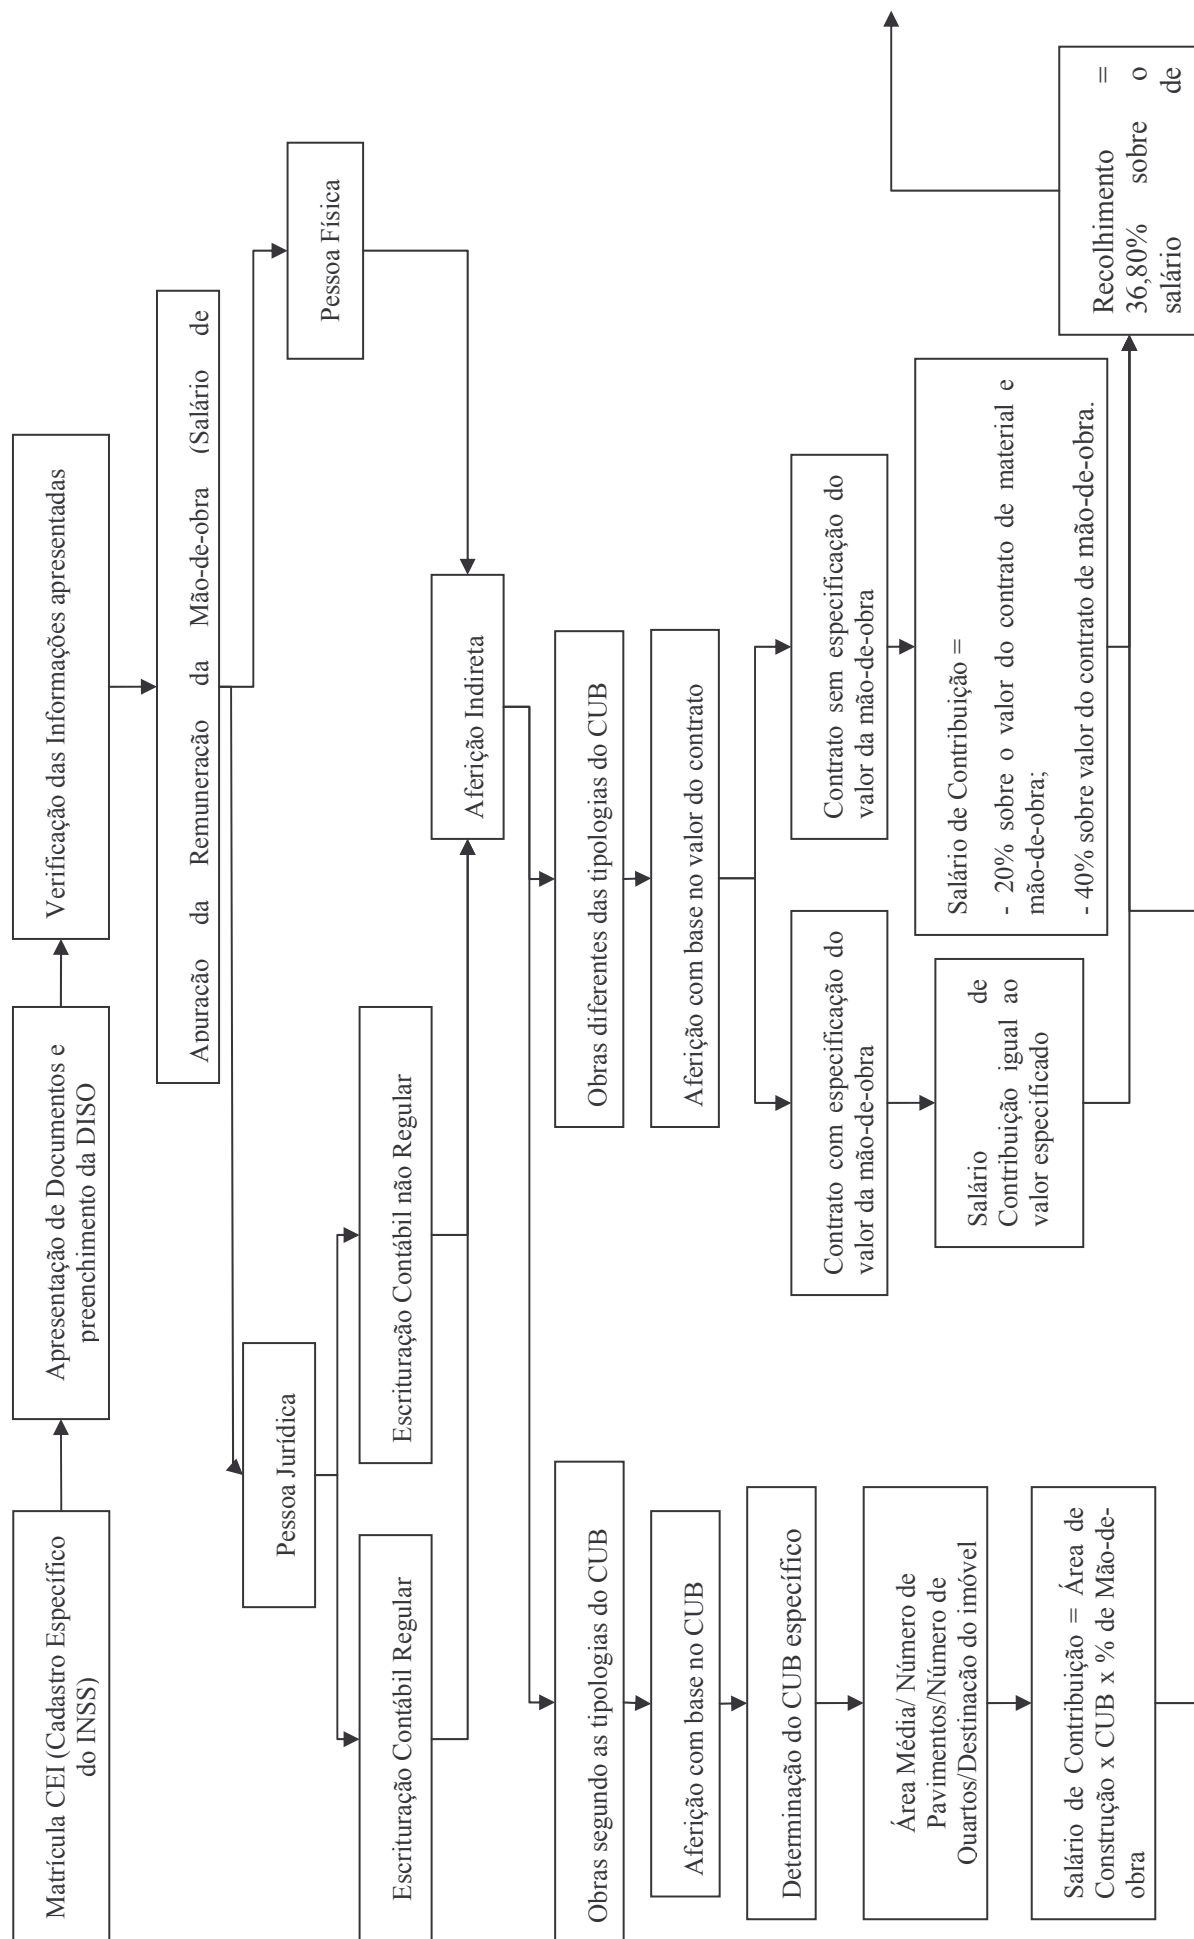 Matrícula CEI (Cadastro Específico
do INSS)
Apresentação de Documentos e
preenchimento da DISO
Verificação das Informações apresentadas
Apuração da Remuneração da Mão-de-obra (Salário de
Pessoa Jurídica
Pessoa Física
Escrituração Contábil Regular
Escrituração Contábil não Regular
Aferição Indireta
Obras segundo as tipologias do CUB
Obras diferentes das tipologias do CUB
Aferição com base no CUB
Aferição com base no valor do contrato
Determinação do CUB específico
Contrato com especificação do
valor da mão-de-obra
Contrato sem especificação do
valor da mão-de-obra
Área Média/ Número de
Pavimentos/Número de
Quartos/Destinação do imóvel
Salário de
Contribuição igual ao
valor especificado
Salário de Contribuição =
- 20% sobre o valor do contrato de material e
mão-de-obra;
- 40% sobre valor do contrato de mão-de-obra.
Salário de Contribuição = Área de
Construção x CUB x % de Mão-de-
obra
Recolhimento =
36,80% sobre o
salário de